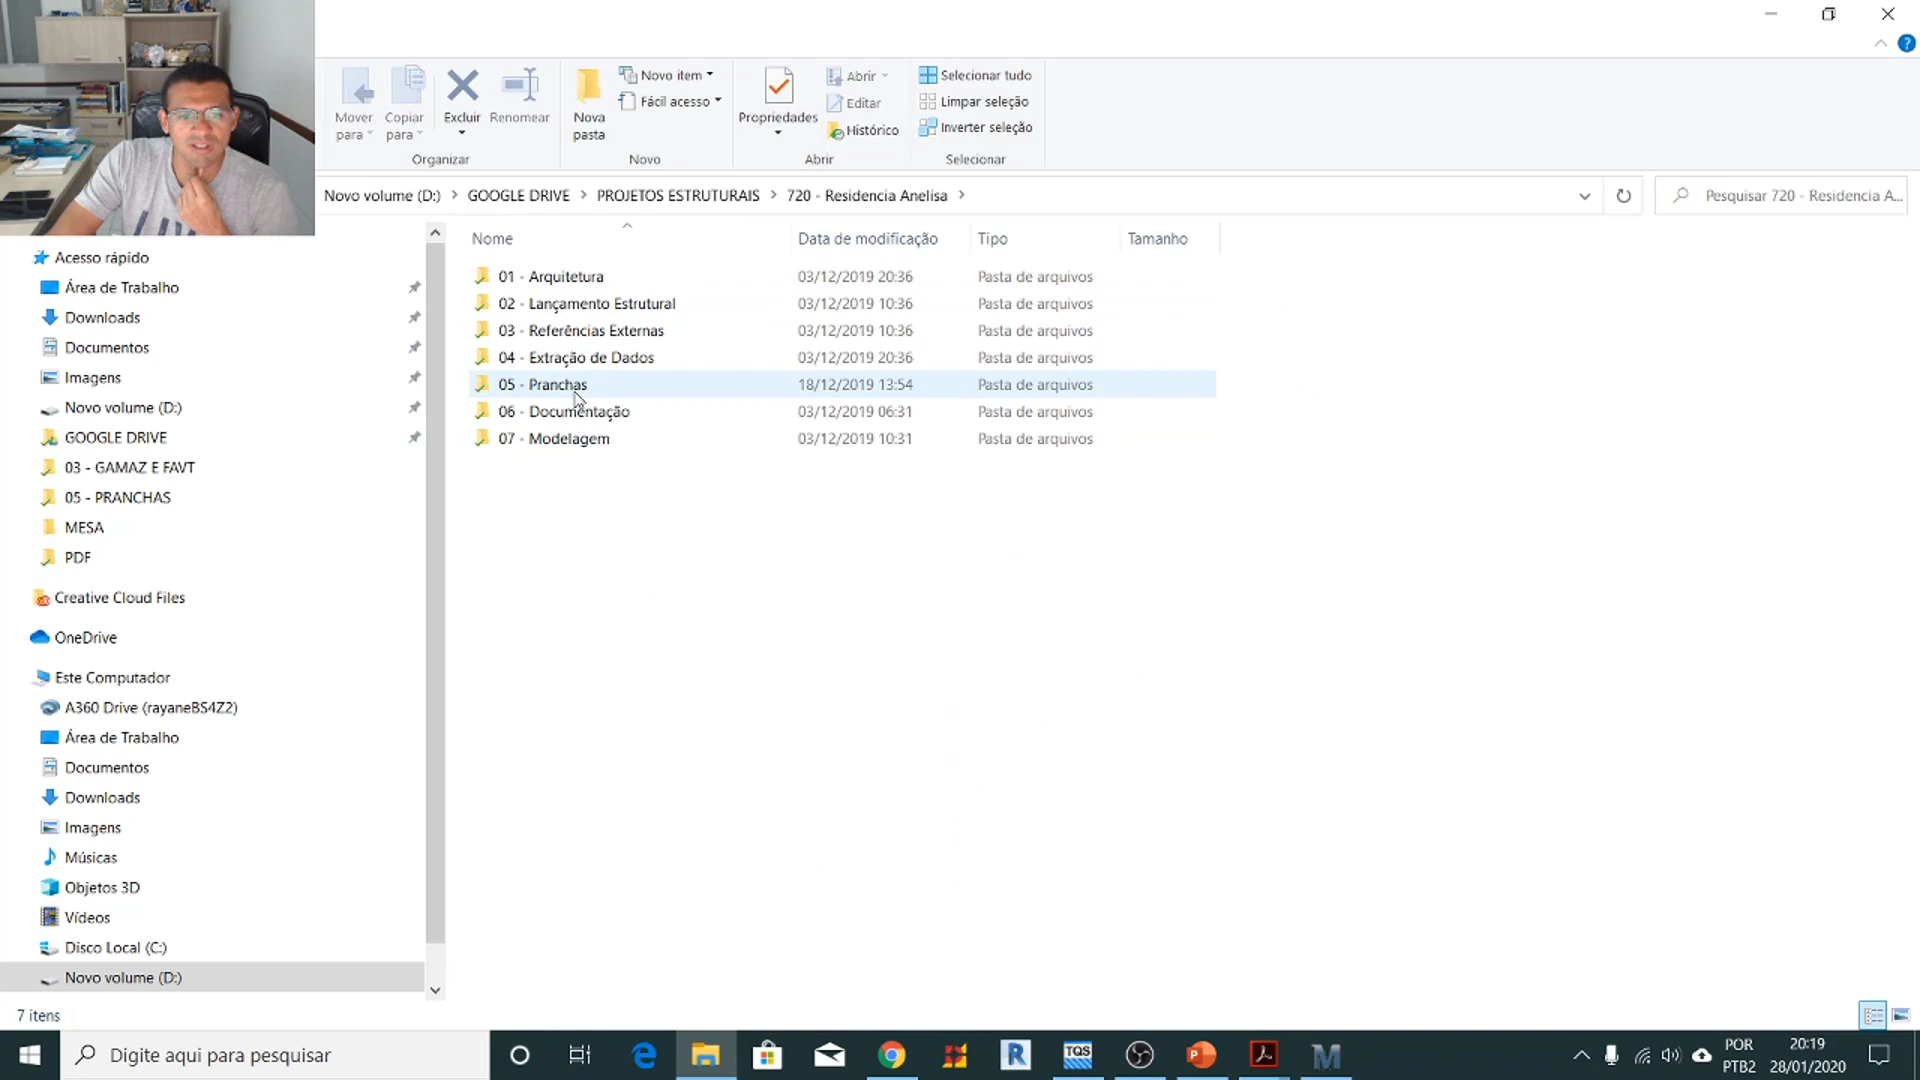 Mover para
Copiar para
Excluir
Renomear
Organizar
Nova pasta
Novo item
Fácil acesso
Novo
Propriedades
Abrir
Editar
Histórico
Abrir
Selecionar tudo
Limpar seleção
Inverter seleção
Selecionar
Novo volume (D:) > GOOGLE DRIVE > PROJETOS ESTRUTURAIS > 720 - Residencia Anelisa >
Pesquisar 720 - Residencia A...
Nome Data de modificação Tipo Tamanho
01 - Arquitetura 03/12/2019 20:36 Pasta de arquivos
02 - Lançamento Estrutural 03/12/2019 10:36 Pasta de arquivos
03 - Referências Externas 03/12/2019 10:36 Pasta de arquivos
04 - Extração de Dados 03/12/2019 20:36 Pasta de arquivos
05 - Pranchas 18/12/2019 13:54 Pasta de arquivos
06 - Documentação 03/12/2019 06:31 Pasta de arquivos
07 - Modelagem 03/12/2019 10:31 Pasta de arquivos
Acesso rápido
Área de Trabalho
Downloads
Documentos
Imagens
Novo volume (D:)
GOOGLE DRIVE
03 - GAMAZ E FAVT
05 - PRANCHAS
MESA
PDF
Creative Cloud Files
OneDrive
Este Computador
A360 Drive (rayaneBS4Z2)
Área de Trabalho
Documentos
Downloads
Imagens
Músicas
Objetos 3D
Vídeos
Disco Local (C:)
Novo volume (D:)
7 itens
Digite aqui para pesquisar
R
TQS
P
M
POR
PTB2
20:19
28/01/2020